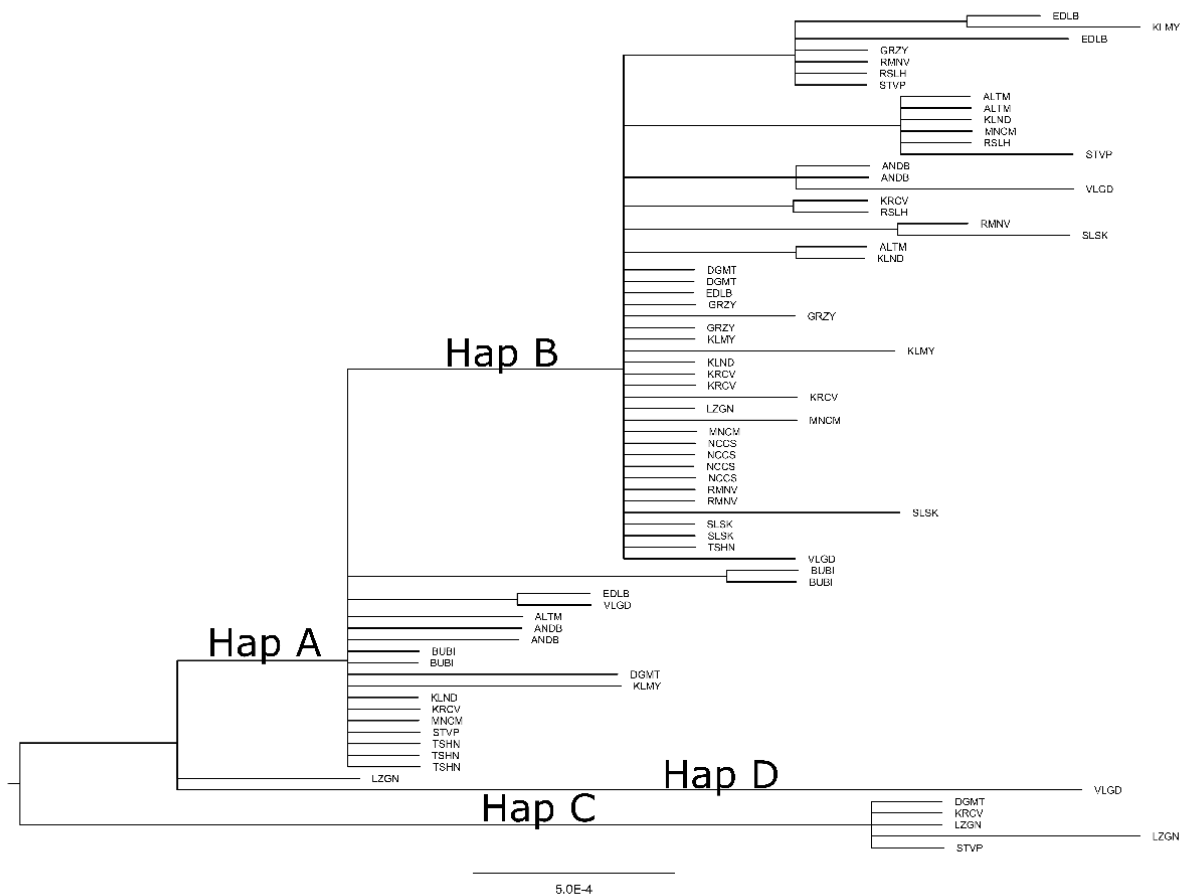 EDLB
KLMY
EDLB
GRZY
RMNV
RSLH
STVP
ALTM
ALTM
KLND
MNCM
RSLH
STVP
ANDB
ANDB
VLGD
KRCV
RSLH
RMNV
SLSK
ALTM
KLND
DGMT
DGMT
EDLB
GRZY
GRZY
GRZY
KLMY
Hap B
KLMY
KLND
KRCV
KRCV
KRCV
LZGN
MNCM
MNCM
NCCS
NCCS
NCCS
NCCS
RMNV
RMNV
SLSK
SLSK
SLSK
TSHN
VLGD
BUBI
BUBI
EDLB
VLGD
ALTM
ANDB
ANDB
Hap A
BUBI
BUBI
DGMT
KLMY
KLND
KRCV
MNCM
STVP
TSHN
TSHN
TSHN
LZGN
Hap D
VLGD
Hap C
DGMT
KRCV
LZGN
LZGN
STVP
5.0E-4